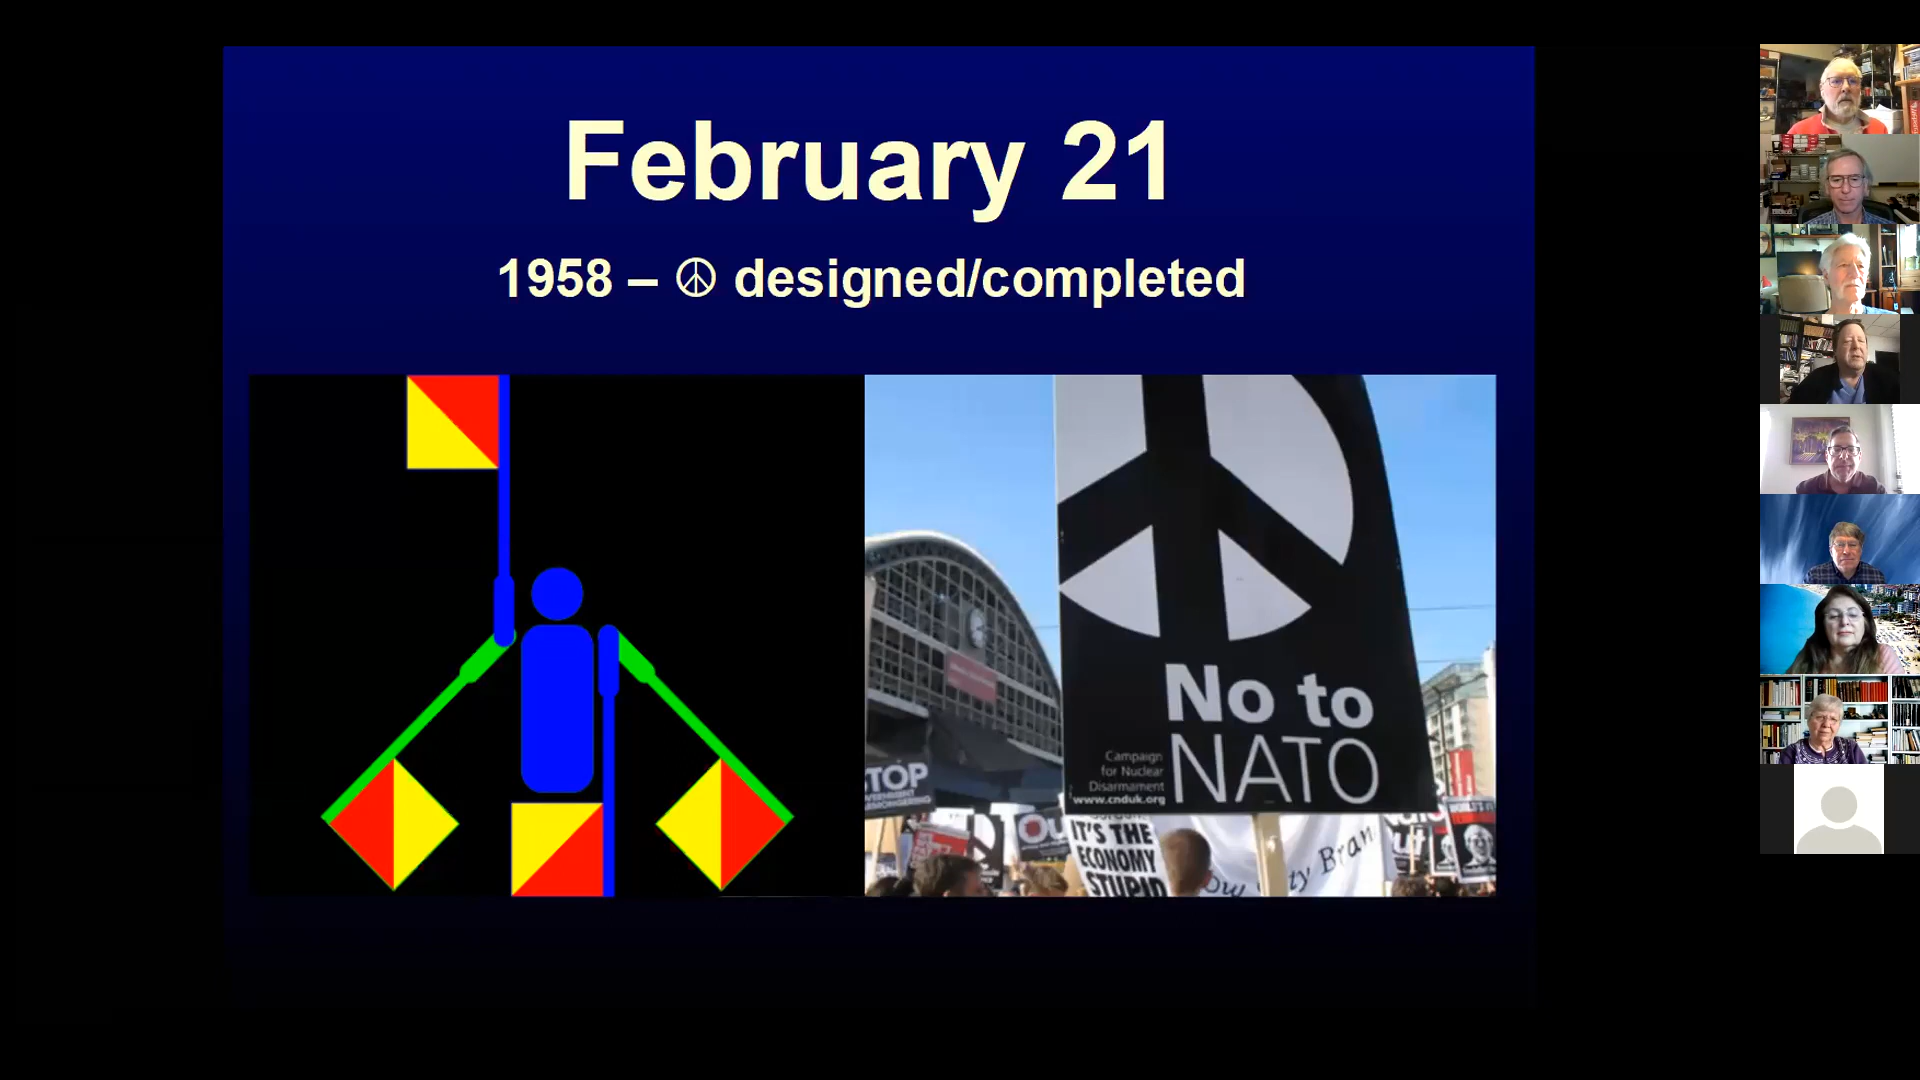 February 21
1958 – ☮ designed/completed
No to
NATO
Campaign
for Nuclear
Disarmament
www.cnduk.org
STOP
IT'S THE
ECONOMY
STUPID